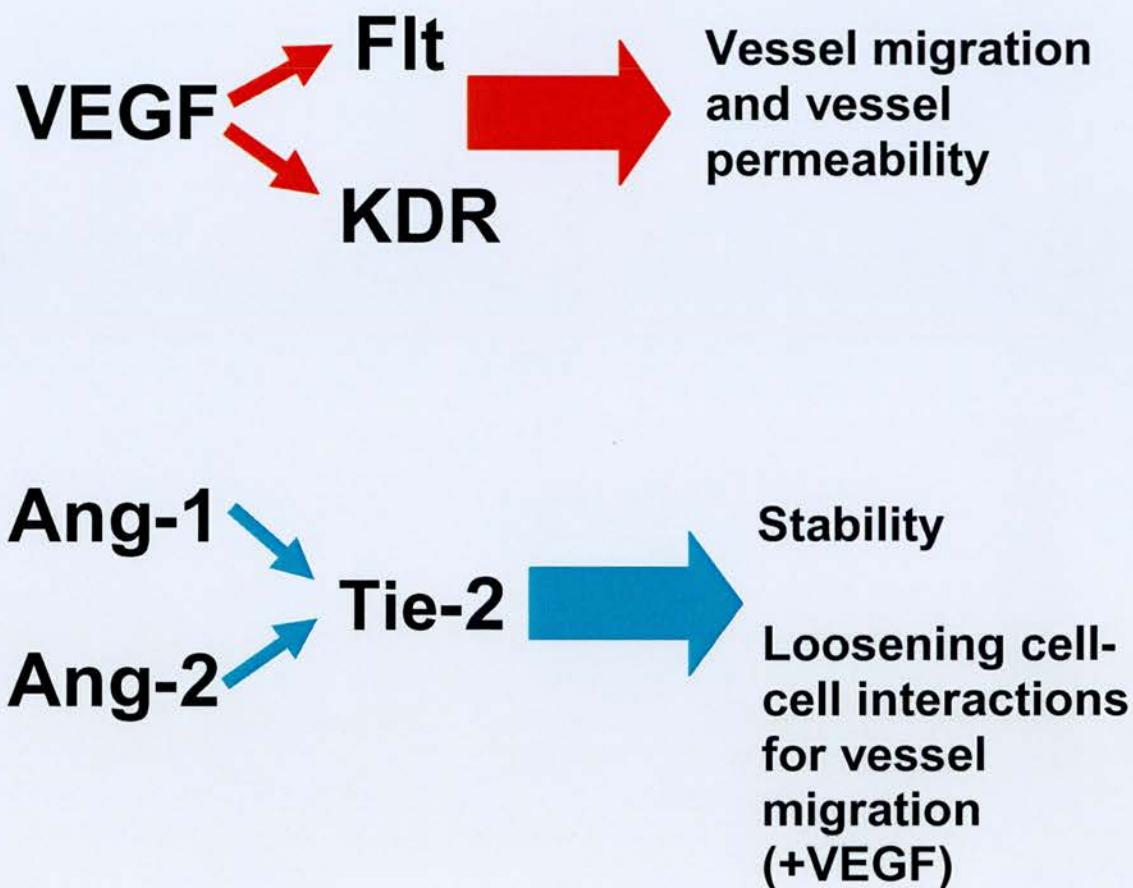 VEGF
Flt
KDR
Vessel migration
and vessel
permeability
Ang-1
Ang-2
Tie-2
Stability
Loosening cell-
cell interactions
for vessel
migration
(+VEGF)